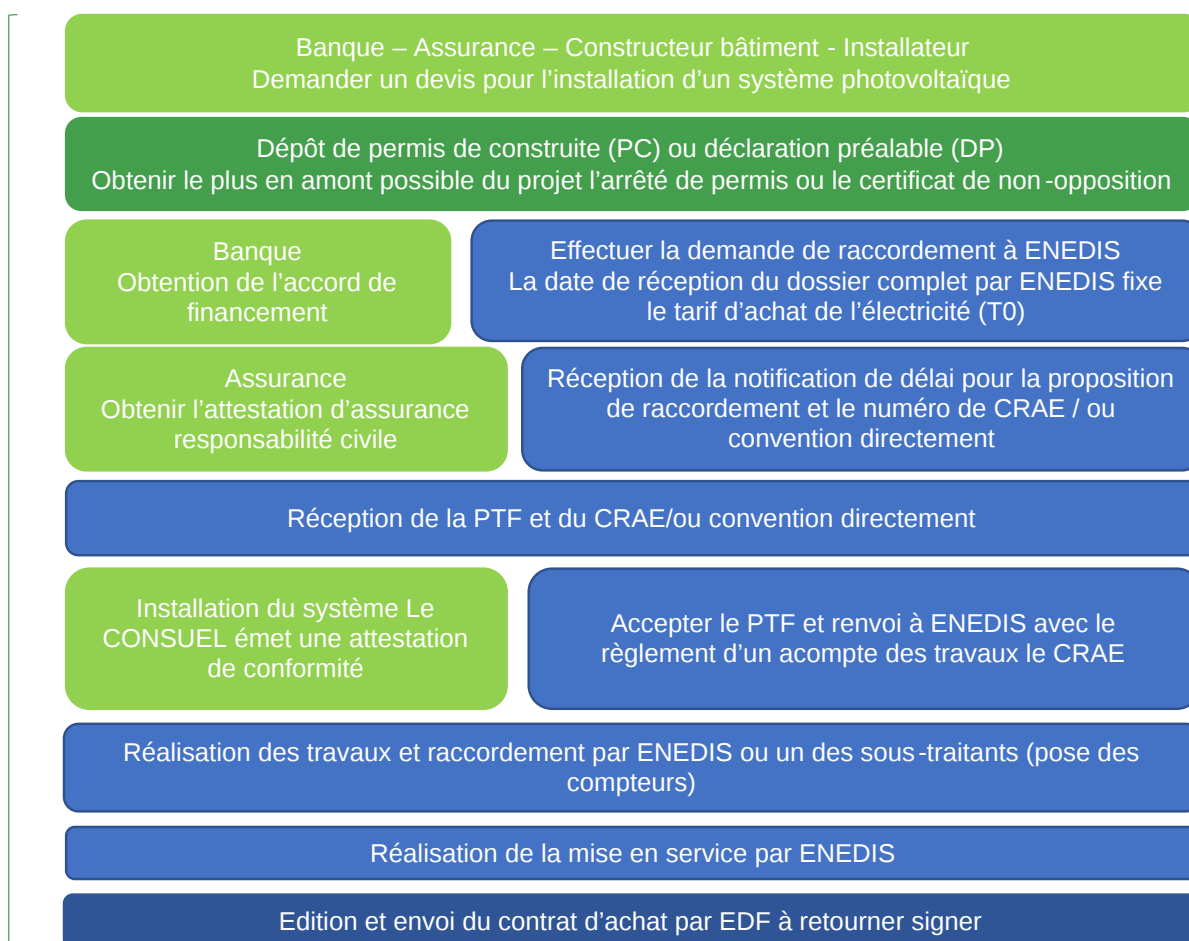 Banque – Assurance – Constructeur bâtiment - Installateur
Demander un devis pour l’installation d’un système photovoltaïque
Dépôt de permis de construite (PC) ou déclaration préalable (DP)
Obtenir le plus en amont possible du projet l’arrêté de permis ou le certificat de non-opposition
Banque
Obtention de l’accord de
financement
Effectuer la demande de raccordement à ENEDIS
La date de réception du dossier complet par ENEDIS fixe
le tarif d’achat de l’électricité (T0)
Assurance
Obtenir l’attestation d’assurance
responsabilité civile
Réception de la notification de délai pour la proposition
de raccordement et le numéro de CRAE / ou
convention directement
Réception de la PTF et du CRAE/ou convention directement
Installation du système Le
CONSUEL émet une attestation
de conformité
Accepter le PTF et renvoi à ENEDIS avec le
règlement d’un acompte des travaux le CRAE
Réalisation des travaux et raccordement par ENEDIS ou un des sous-traitants (pose des
compteurs)
Réalisation de la mise en service par ENEDIS
Edition et envoi du contrat d’achat par EDF à retourner signer